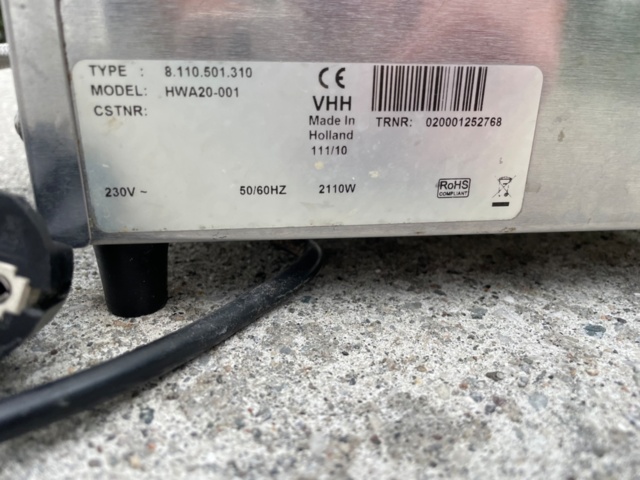 TYPE : 8.110.501.310
MODEL: HWA20-001
CSTNR:
CE
VHH
Made In
Holland
111/10
TRNR: 020001252768
230V ~ 50/60HZ 2110W
RoHS
COMPLIANT